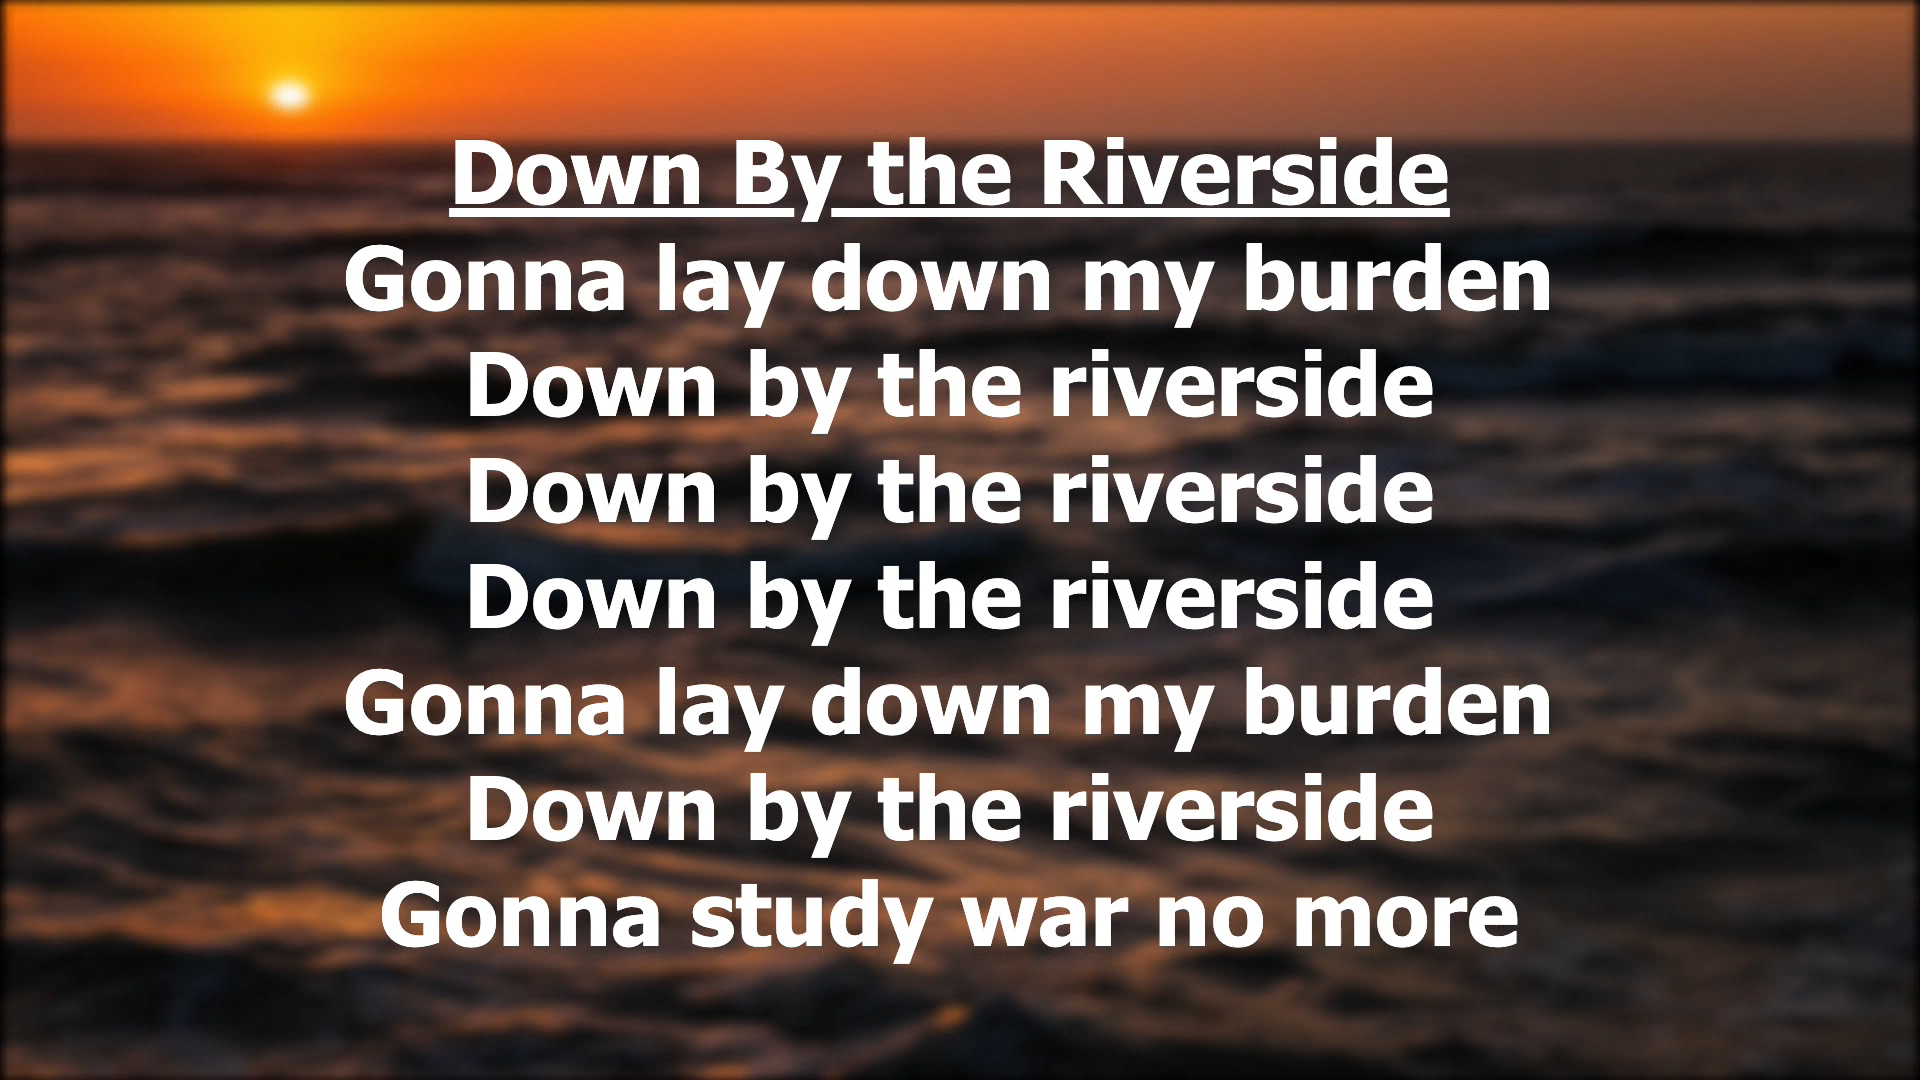 Down By the Riverside
Gonna lay down my burden
Down by the riverside
Down by the riverside
Down by the riverside
Gonna lay down my burden
Down by the riverside
Gonna study war no more